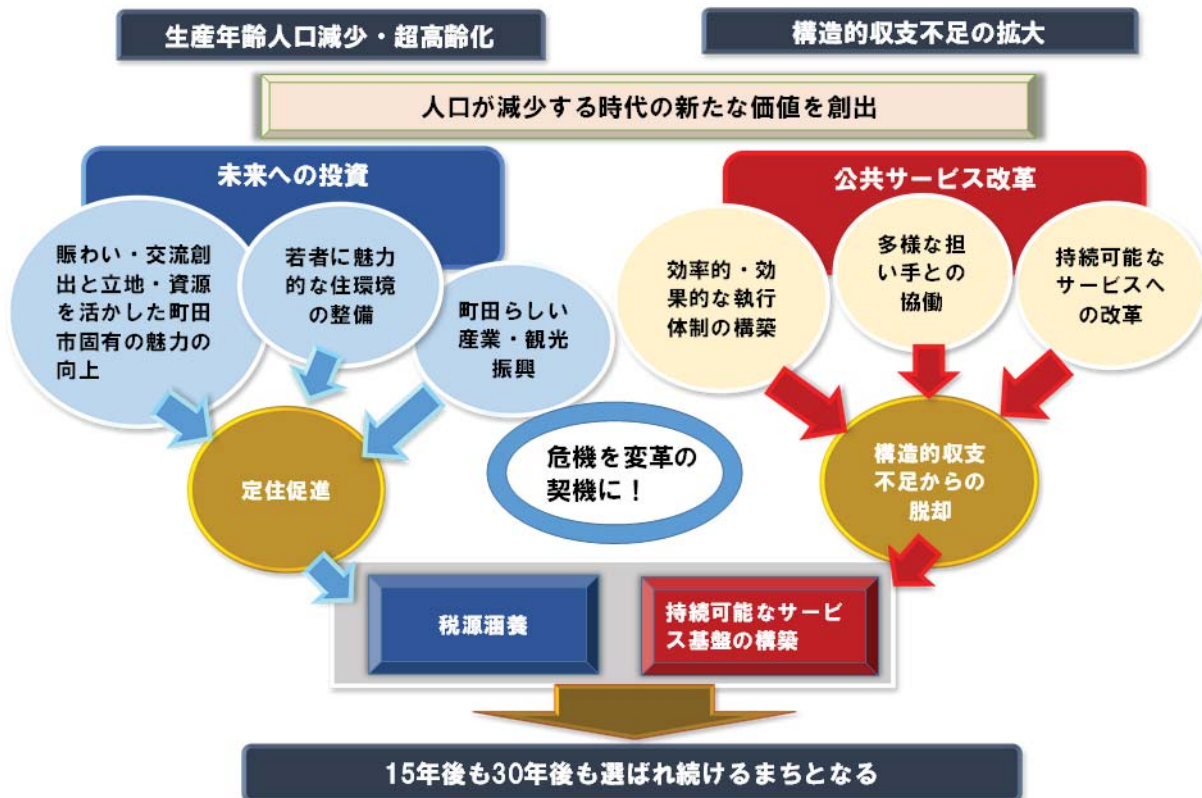 生産年齢人口減少・超高齢化
構造的収支不足の拡大
人口が減少する時代の新たな価値を創出
未来への投資
賑わい・交流創
出と立地・資源
を活かした町田
市固有の魅力の
向上
若者に魅力
的な住環境
の整備
町田らしい
産業・観光
振興
公共サービス改革
効率的・効
果的な執行
体制の構築
多様な担
い手との
協働
持続可能な
サービスへ
の改革
定住促進
危機を変革の
契機に！
構造的収支
不足からの
脱却
税源涵養
持続可能なサービ
ス基盤の構築
15年後も30年後も選ばれ続けるまちとなる